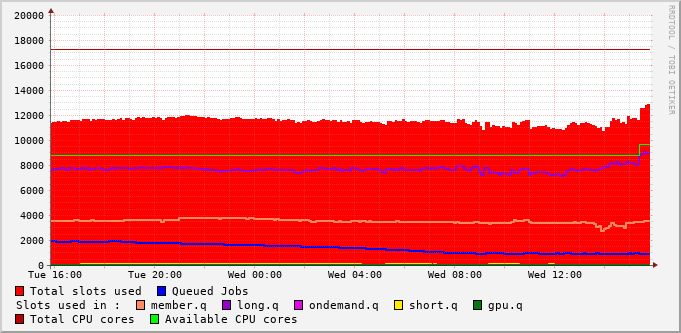 20000
18000
16000
14000
12000
10000
8000
6000
4000
2000
0
Tue 16:00 Tue 20:00 Wed 00:00 Wed 04:00 Wed 08:00 Wed 12:00
RRDTOOL / TOBI OETIKER
Total slots used Queued Jobs
Slots used in : member.q long.q ondemand.q short.q gpu.q
Total CPU cores Available CPU cores